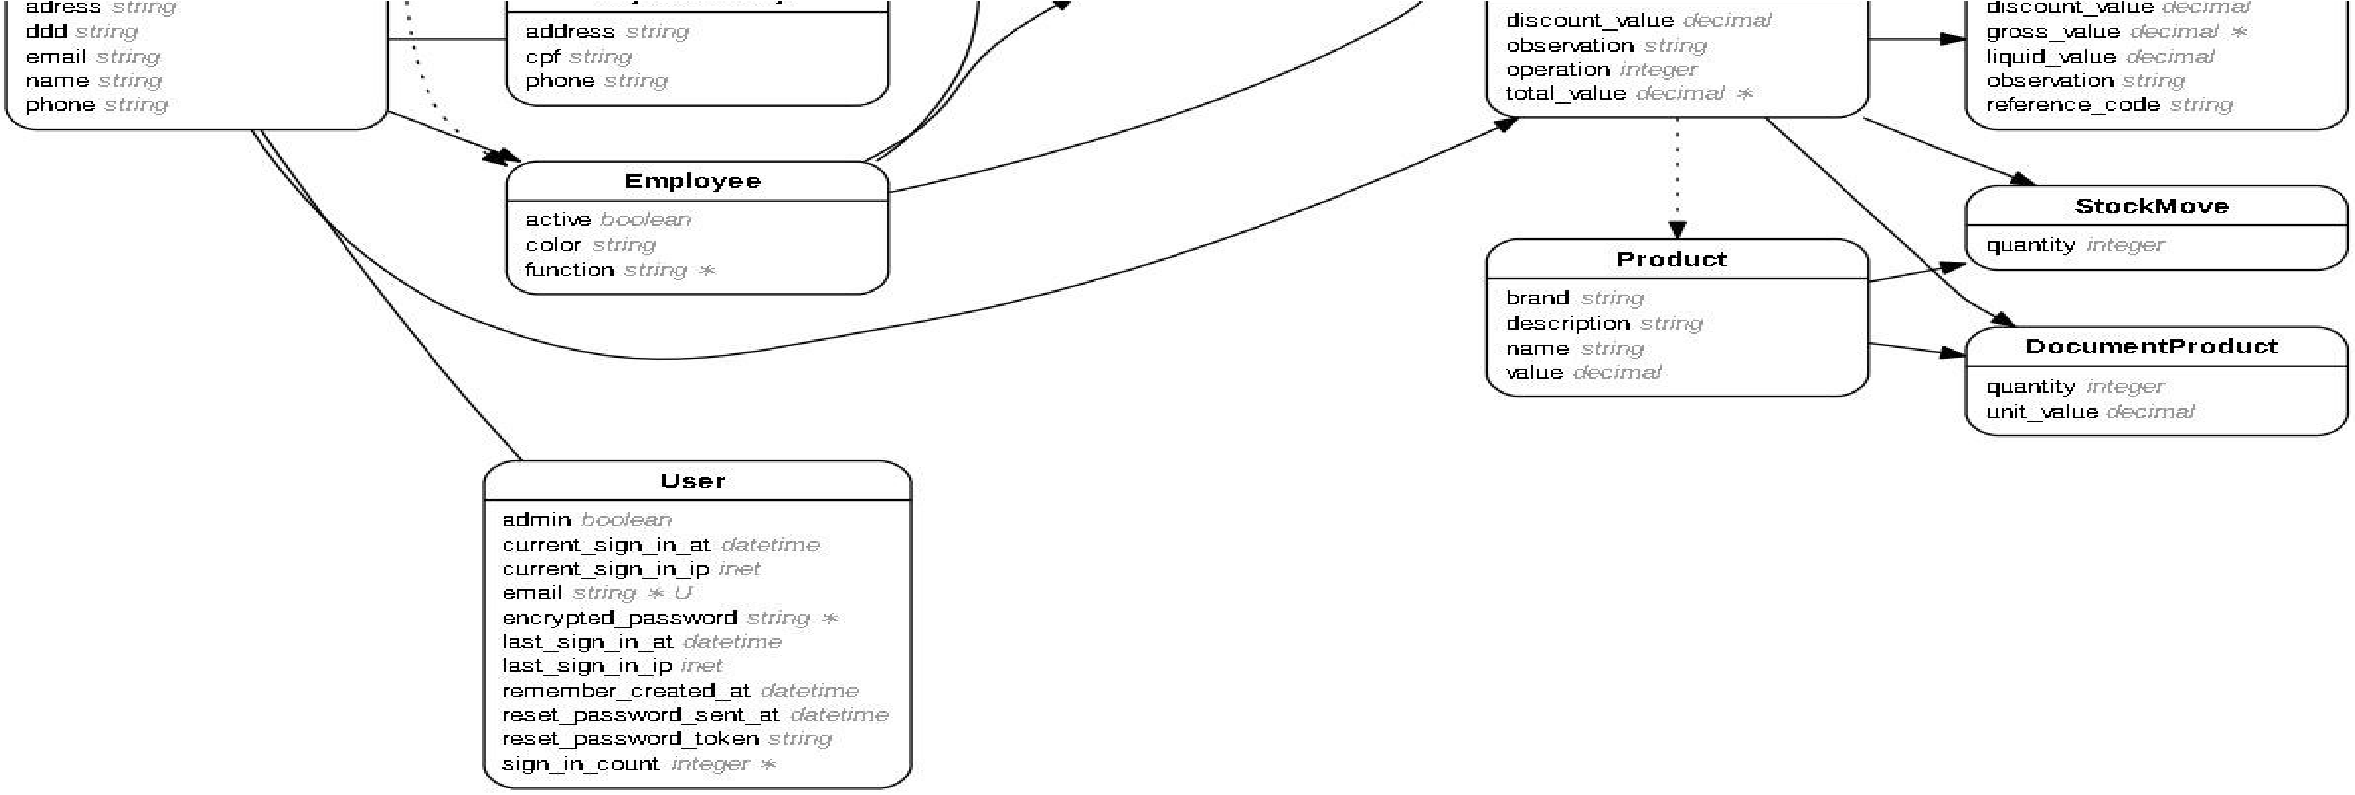 adress string
ddd string
email string
name string
phone string
address string
cpf string
phone string
discount_value decimal
observation string
operation integer
total_value decimal *
discount_value decimal
gross_value decimal *
liquid_value decimal
observation string
reference_code string
Employee
active boolean
color string
function string *
StockMove
quantity integer
Product
brand string
description string
name string
value decimal
DocumentProduct
quantity integer
unit_value decimal
User
admin boolean
current_sign_in_at datetime
current_sign_in_ip inet
email string * U
encrypted_password string *
last_sign_in_at datetime
last_sign_in_ip inet
remember_created_at datetime
reset_password_sent_at datetime
reset_password_token string
sign_in_count integer *